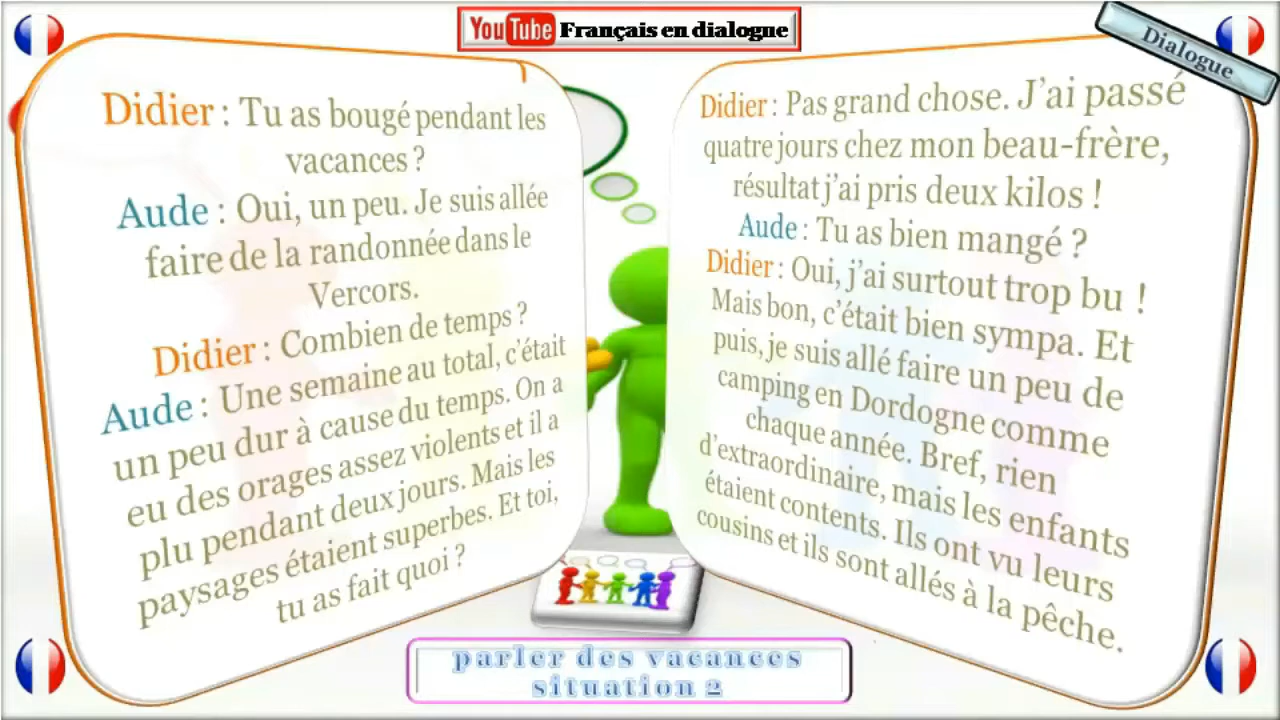 YouTube Français en dialogue
Dialogue
Didier : Tu as bougé pendant les
vacances ?
Aude : Oui, un peu. Je suis allée
faire de la randonnée dans le
Vercors.
Didier : Combien de temps ?
Aude : Une semaine au total, c'était
un peu dur à cause du temps. On a
eu des orages assez violents et il a
plu pendant deux jours. Mais les
paysages étaient superbes. Et toi,
tu as fait quoi ?
Didier : Pas grand chose. J'ai passé
quatre jours chez mon beau-frère,
résultat j'ai pris deux kilos !
Aude : Tu as bien mangé ?
Didier : Oui, j'ai surtout trop bu !
Mais bon, c'était bien sympa. Et
puis, je suis allé faire un peu de
camping en Dordogne comme
chaque année. Bref, rien
d'extraordinaire, mais les enfants
étaient contents. Ils ont vu leurs
cousins et ils sont allés à la pêche.
parler des vacances
situation 2